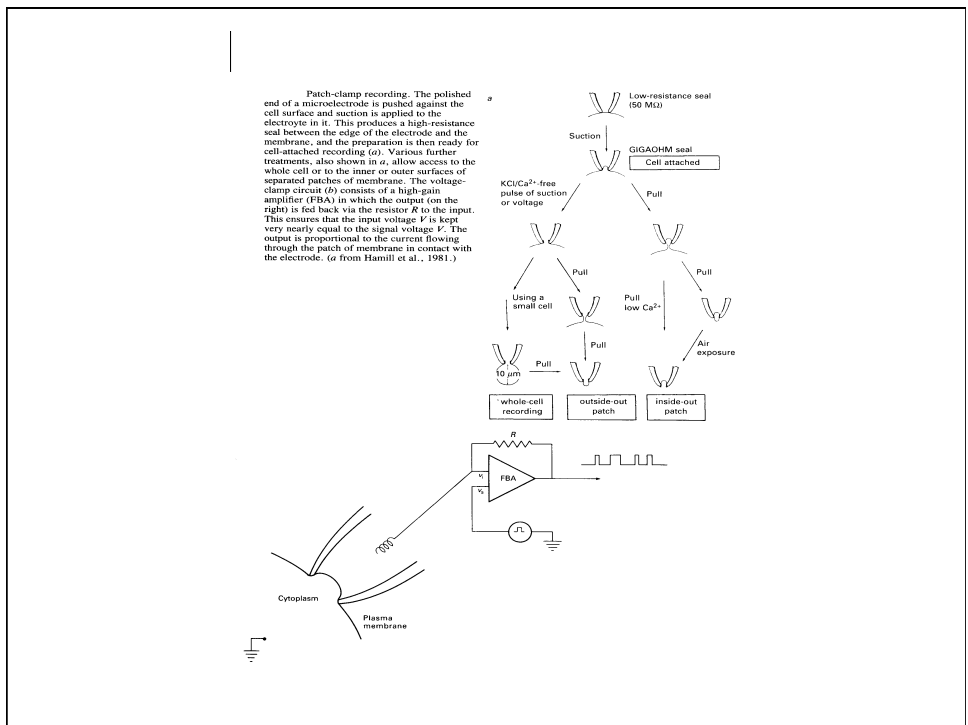 Patch-clamp recording. The polished
end of a microelectrode is pushed against the
cell surface and suction is applied to the
electroyte in it. This produces a high-resistance
seal between the edge of the electrode and the
membrane, and the preparation is then ready for
cell-attached recording (a). Various further
treatments, also shown in a, allow access to the
whole cell or to the inner or outer surfaces of
separated patches of membrane. The voltage-
clamp circuit (b) consists of a high-gain
amplifier (FBA) in which the output (on the
right) is fed back via the resistor R to the input.
This ensures that the input voltage V is kept
very nearly equal to the signal voltage V. The
output is proportional to the current flowing
through the patch of membrane in contact with
the electrode. (a from Hamill et al., 1981.)
a
Low-resistance seal
(50 MΩ)
Suction
GIGAOHM seal
Cell attached
KCl/Ca²⁺-free
pulse of suction
or voltage
Pull
Pull
Pull
Using a
small cell
Pull
low Ca²⁺
Pull
Air
exposure
10 μm
Pull
whole-cell
recording
outside-out
patch
inside-out
patch
R
Vi
FBA
Vs
Cytoplasm
Plasma
membrane